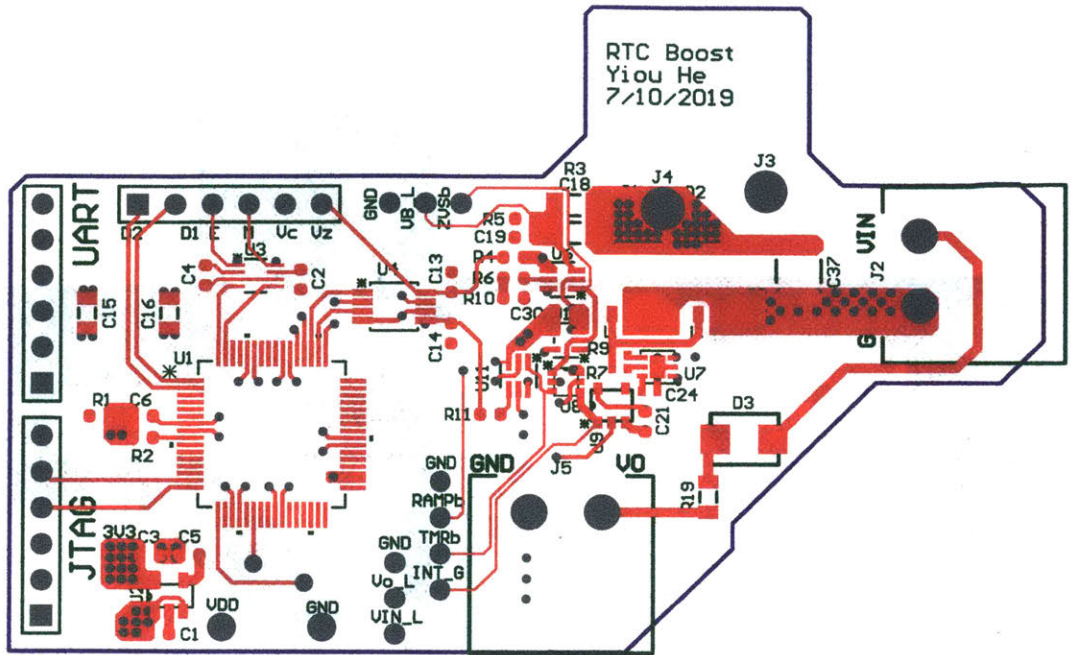 RTC Boost
Yiou He
7/10/2019
J3
J4
R3
C18
GND
VB_L
ZVSb
UART
D2
D1
E
M
Vc
Vz
R5
C19
U3
C4
C2
U4
C13
R4
R6
R10
C30
VIN
C37
J2
C15
C16
U1
C14
R9
R7
U7
C24
U8
U9
C21
R11
R1
C6
R2
D3
J5
GND
VO
GND
RAMPb
R19
JTAG
3V3
C3
C5
TMRb
GND
INT_G
Vo_L
VDD
GND
VIN_L
C1